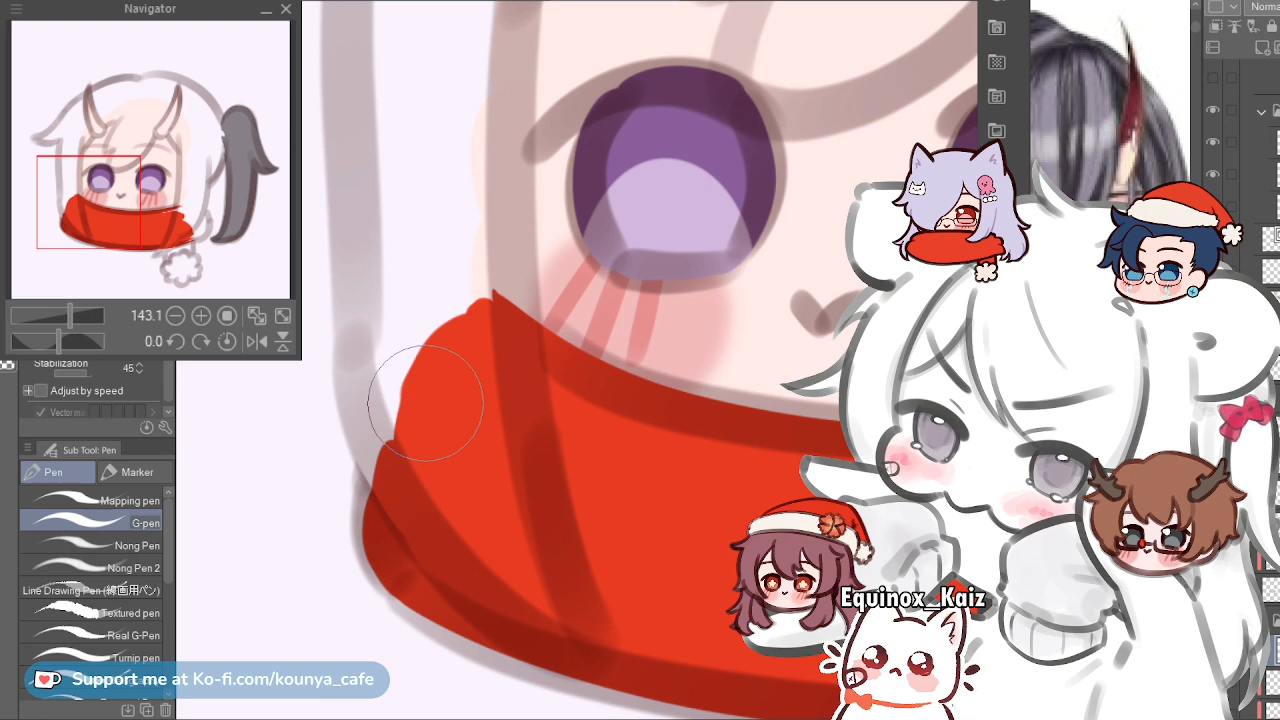 Navigator
143.1
0.0
Norma
Stabilization
45
Adjust by speed
Vector m
Sub Tool: Pen
Pen
Marker
Mapping pen
G-pen
Nong Pen
Nong Pen 2
Line Drawing Pen (線画用ペン)
Textured pen
Real G-Pen
Turnip pen
Support me at Ko-fi.com/kounya_cafe
Equinox_Kaiz